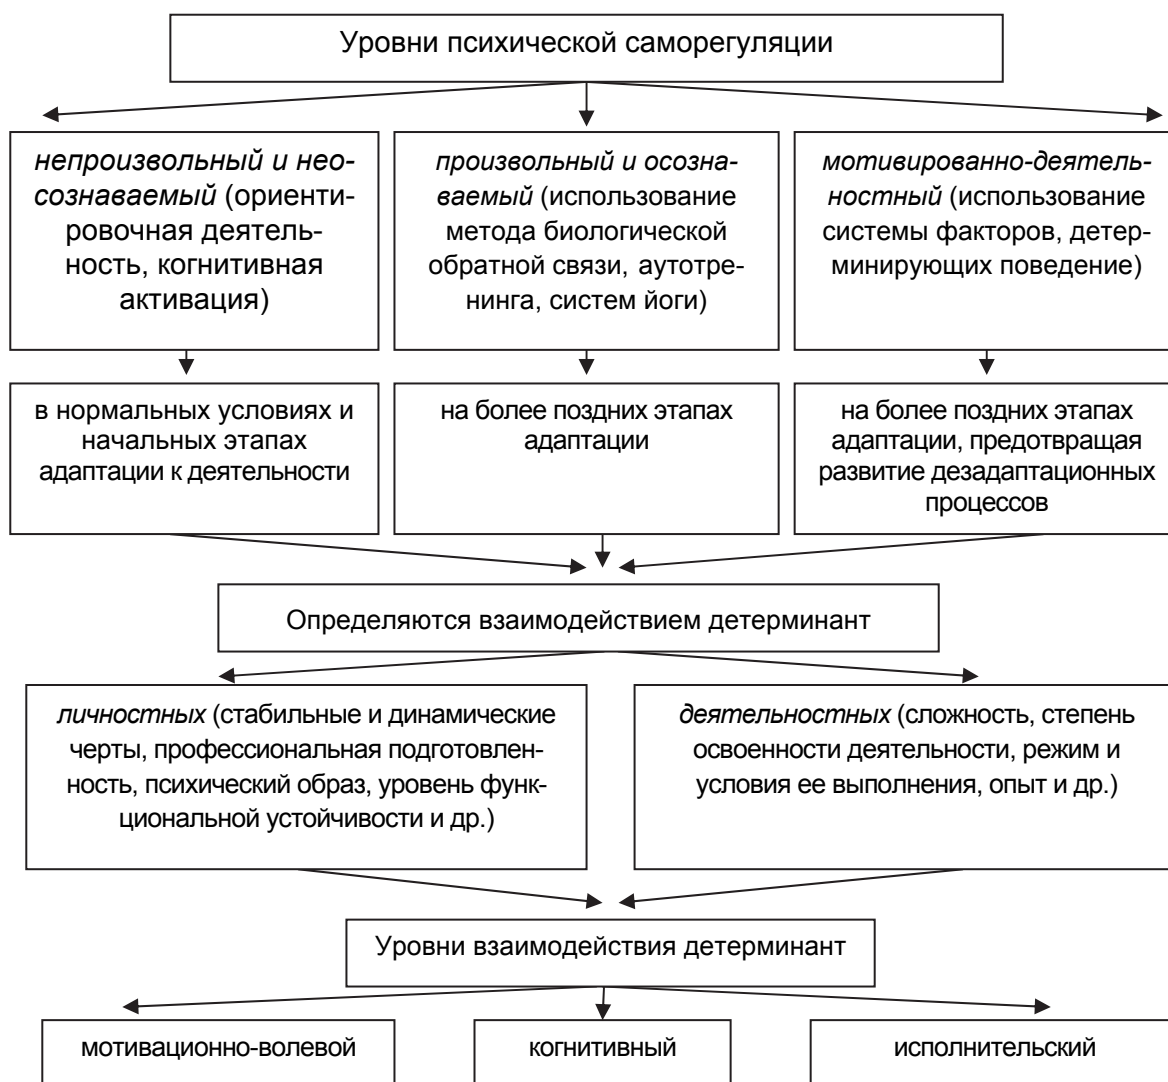 Уровни психической саморегуляции
непроизвольный и нео-
сознаваемый (ориенти-
ровочная деятель-
ность, когнитивная
активация)
произвольный и осозна-
ваемый (использование
метода биологической
обратной связи, аутотре-
нинга, систем йоги)
мотивированно-деятель-
ностный (использование
системы факторов, детер-
минирующих поведение)
в нормальных условиях и
начальных этапах
адаптации к деятельности
на более поздних этапах
адаптации
на более поздних этапах
адаптации, предотвращая
развитие дезадаптационных
процессов
Определяются взаимодействием детерминант
личностных (стабильные и динамические
черты, профессиональная подготовлен-
ность, психический образ, уровень функ-
циональной устойчивости и др.)
деятельностных (сложность, степень
освоенности деятельности, режим и
условия ее выполнения, опыт и др.)
Уровни взаимодействия детерминант
мотивационно-волевой
когнитивный
исполнительский